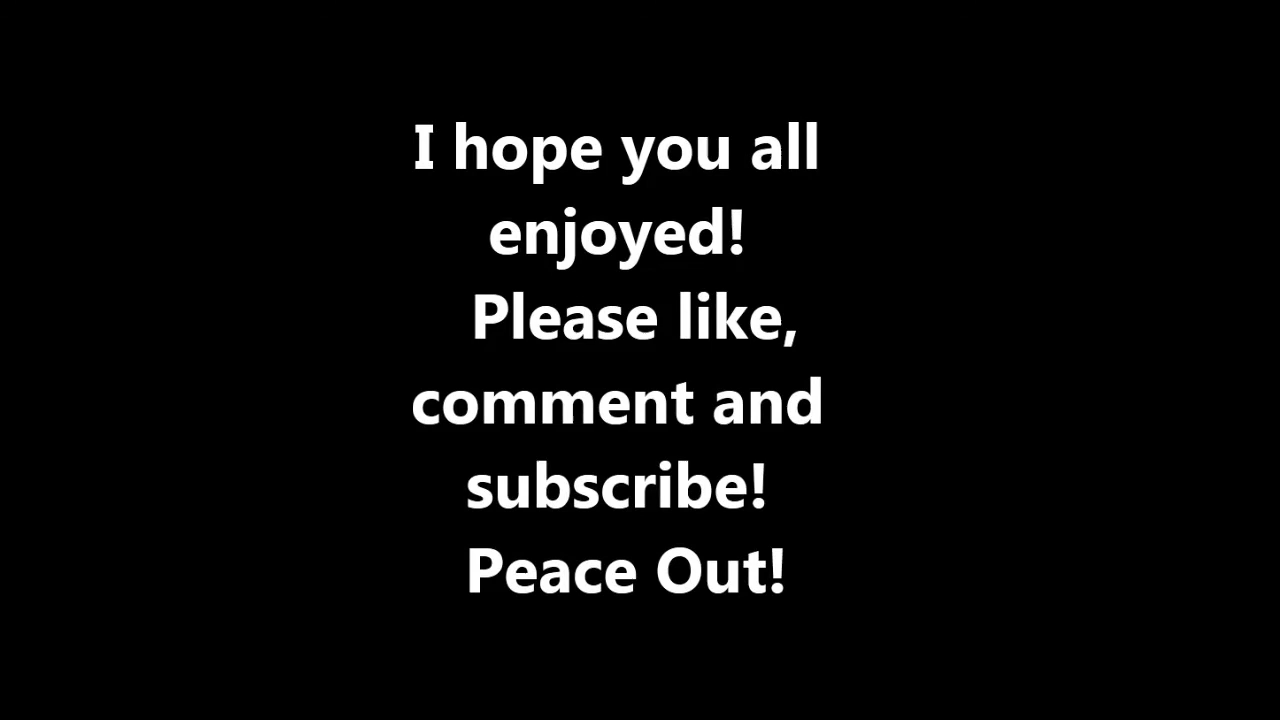 I hope you all
enjoyed!
Please like,
comment and
subscribe!
Peace Out!